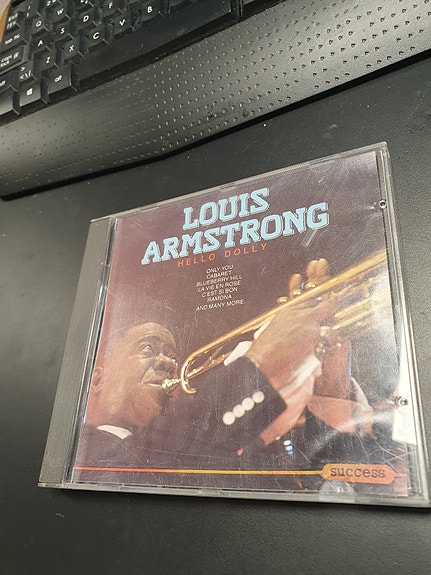 LOUIS
ARMSTRONG
HELLO DOLLY
ONLY YOU
CABARET
BLUEBERRY HILL
LA VIE EN ROSE
C'EST SI BON
RAMONA
AND MANY MORE...
success